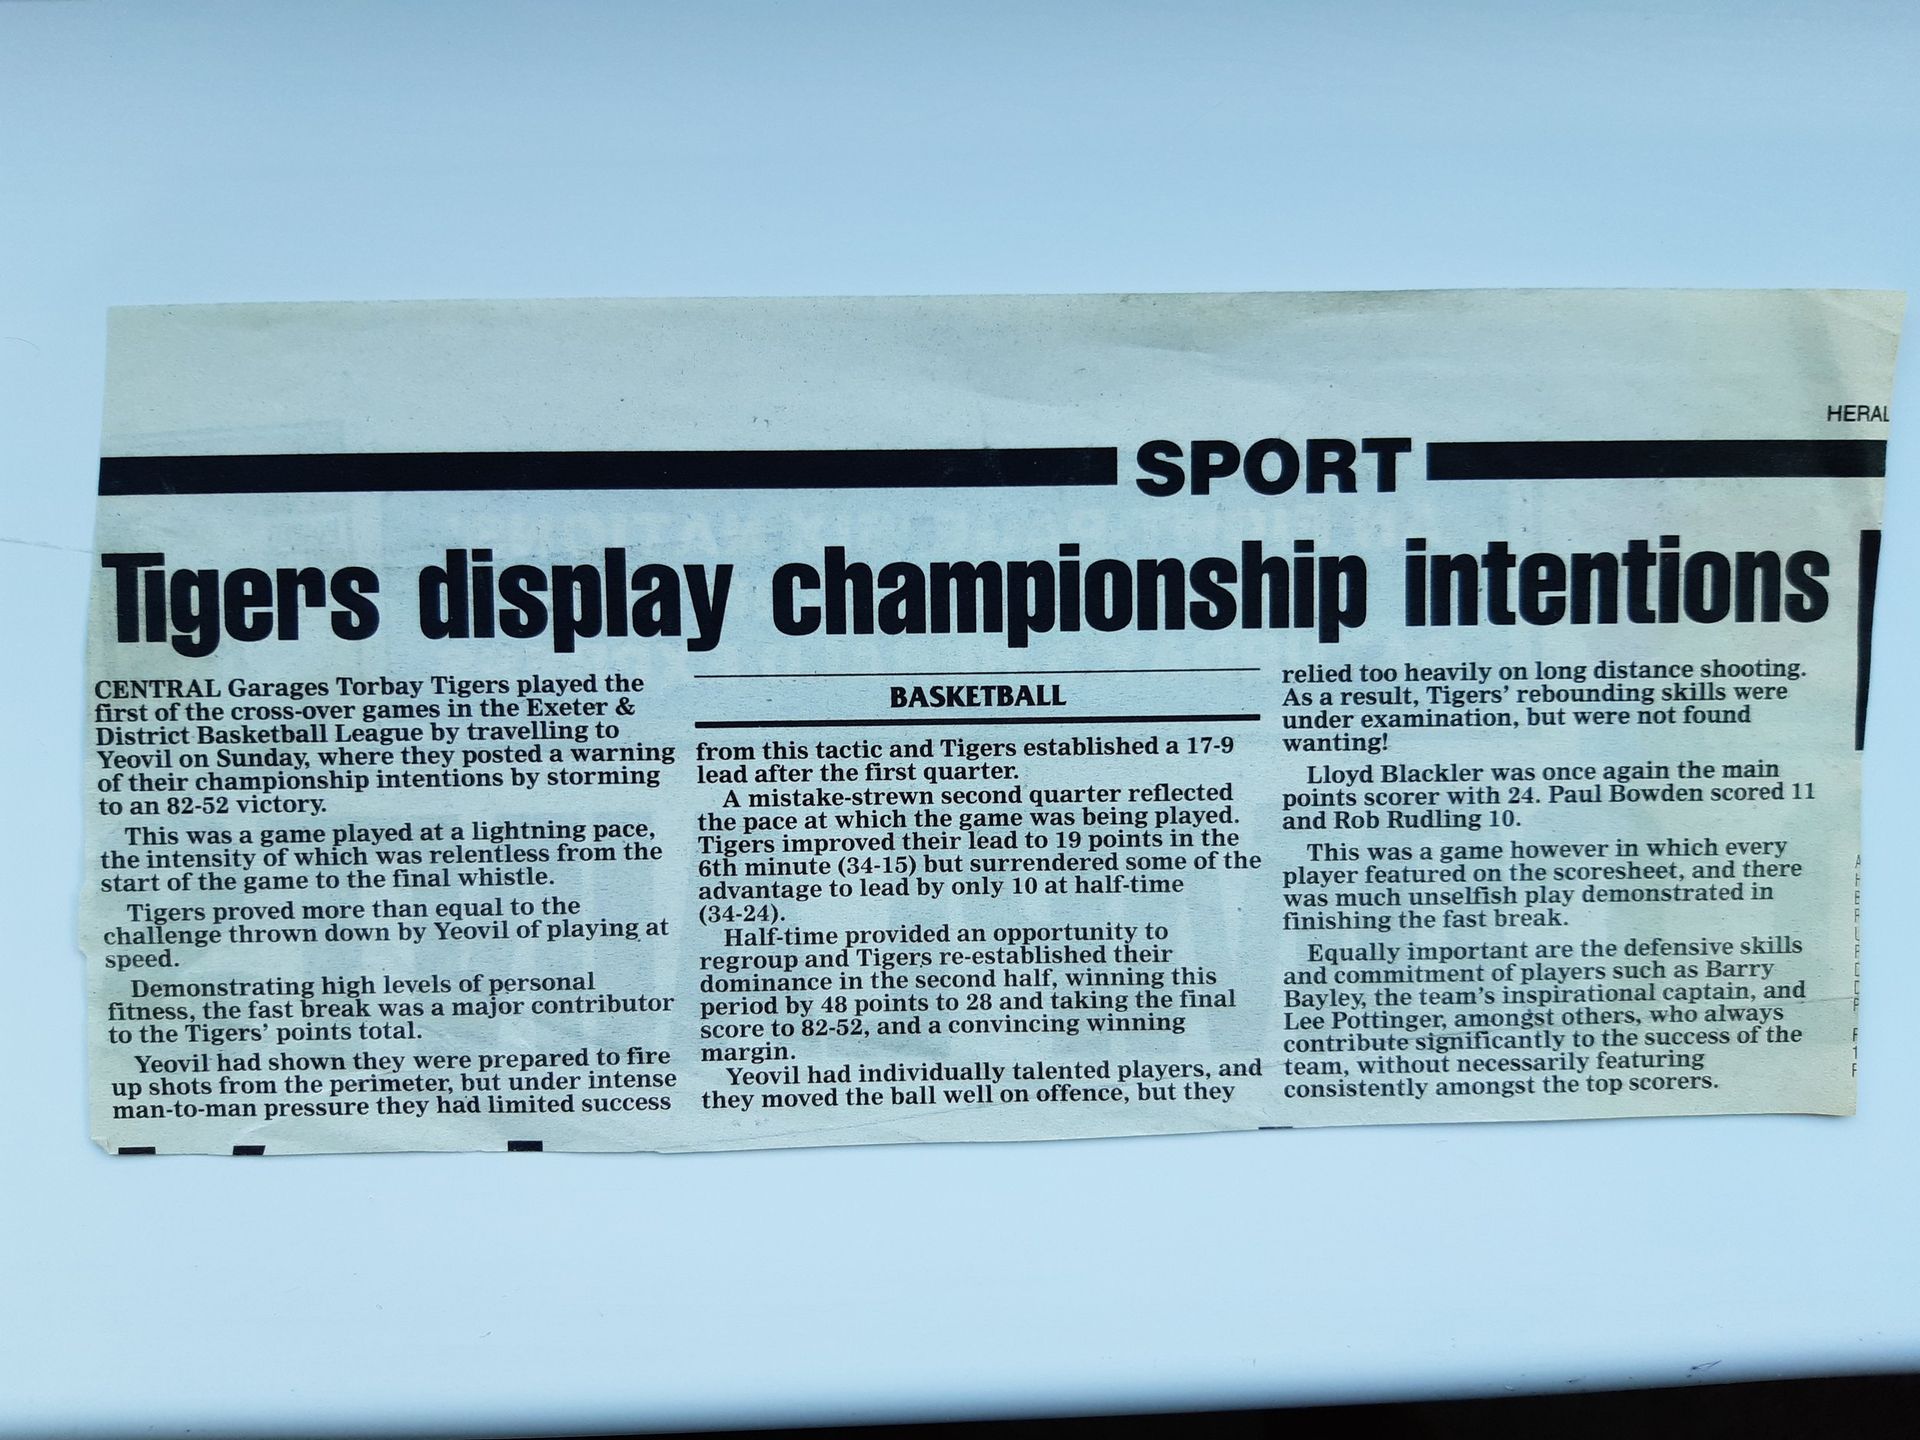 HERAL
SPORT
Tigers display championship intentions
CENTRAL Garages Torbay Tigers played the
first of the cross-over games in the Exeter &
District Basketball League by travelling to
Yeovil on Sunday, where they posted a warning
of their championship intentions by storming
to an 82-52 victory.
This was a game played at a lightning pace,
the intensity of which was relentless from the
start of the game to the final whistle.
Tigers proved more than equal to the
challenge thrown down by Yeovil of playing at
speed.
Demonstrating high levels of personal
fitness, the fast break was a major contributor
to the Tigers' points total.
Yeovil had shown they were prepared to fire
up shots from the perimeter, but under intense
man-to-man pressure they had limited success
BASKETBALL
from this tactic and Tigers established a 17-9
lead after the first quarter.
A mistake-strewn second quarter reflected
the pace at which the game was being played.
Tigers improved their lead to 19 points in the
6th minute (34-15) but surrendered some of the
advantage to lead by only 10 at half-time
(34-24).
Half-time provided an opportunity to
regroup and Tigers re-established their
dominance in the second half, winning this
period by 48 points to 28 and taking the final
score to 82-52, and a convincing winning
margin.
Yeovil had individually talented players, and
they moved the ball well on offence, but they
relied too heavily on long distance shooting.
As a result, Tigers' rebounding skills were
under examination, but were not found
wanting!
Lloyd Blackler was once again the main
points scorer with 24. Paul Bowden scored 11
and Rob Rudling 10.
This was a game however in which every
player featured on the scoresheet, and there
was much unselfish play demonstrated in
finishing the fast break.
Equally important are the defensive skills
and commitment of players such as Barry
Bayley, the team's inspirational captain, and
Lee Pottinger, amongst others, who always
contribute significantly to the success of the
team, without necessarily featuring
consistently amongst the top scorers.